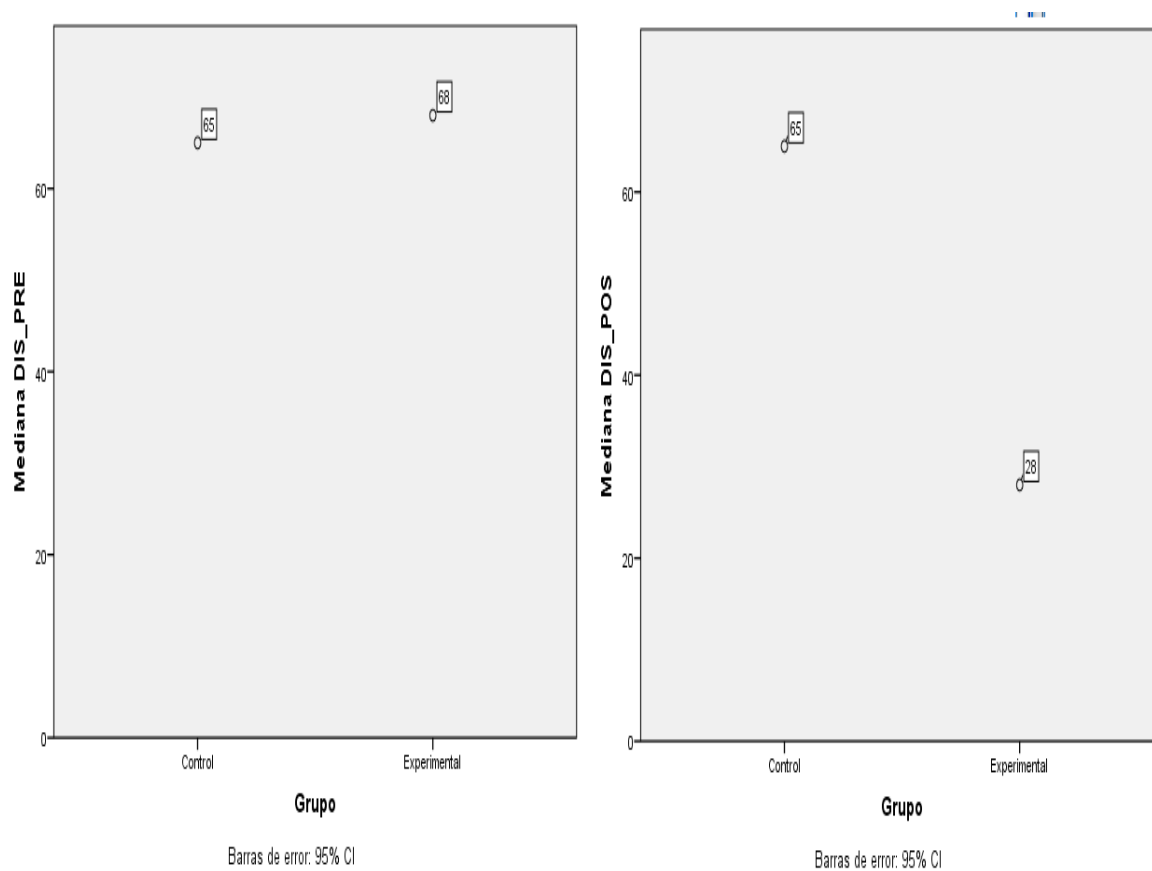 Mediana DIS_PRE
60
40
20
0
65
68
Control
Experimental
Grupo
Barras de error: 95% CI
Mediana DIS_POS
60
40
20
0
65
28
Control
Experimental
Grupo
Barras de error: 95% CI